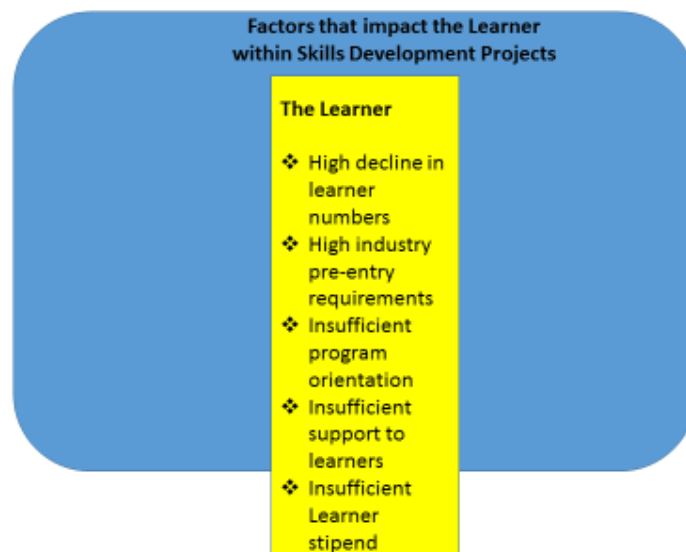 Factors that impact the Learner
within Skills Development Projects
The Learner
❖ High decline in
learner
numbers
❖ High industry
pre-entry
requirements
❖ Insufficient
program
orientation
❖ Insufficient
support to
learners
❖ Insufficient
Learner
stipend